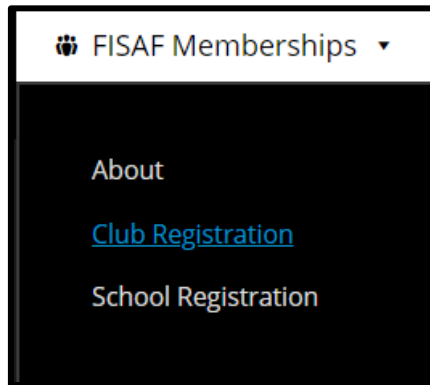 FISAF Memberships
About
Club Registration
School Registration